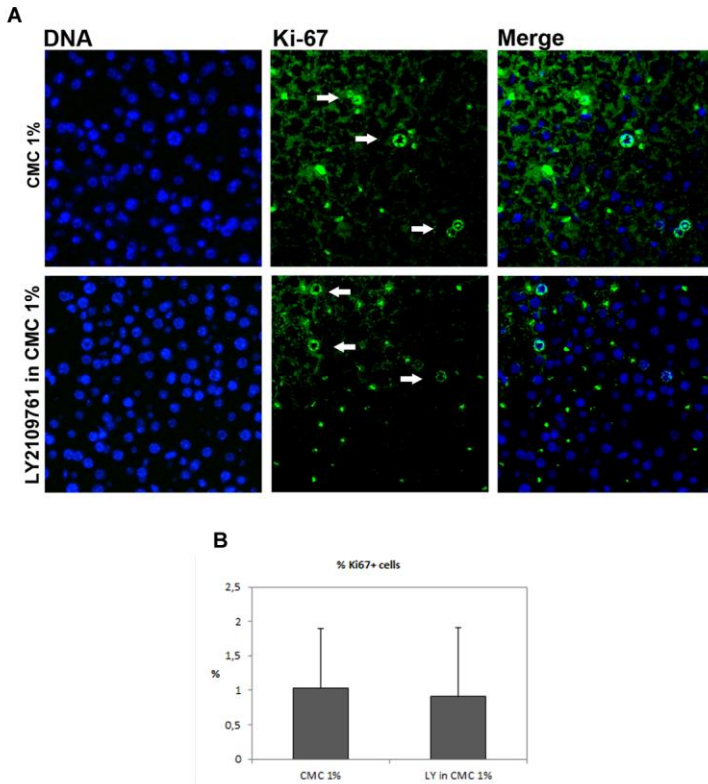 A
DNA Ki-67 Merge
CMC 1%
LY2109761 in CMC 1%
B
% Ki67+ cells
2,5
2
1,5
1
0,5
0
%
CMC 1% LY in CMC 1%